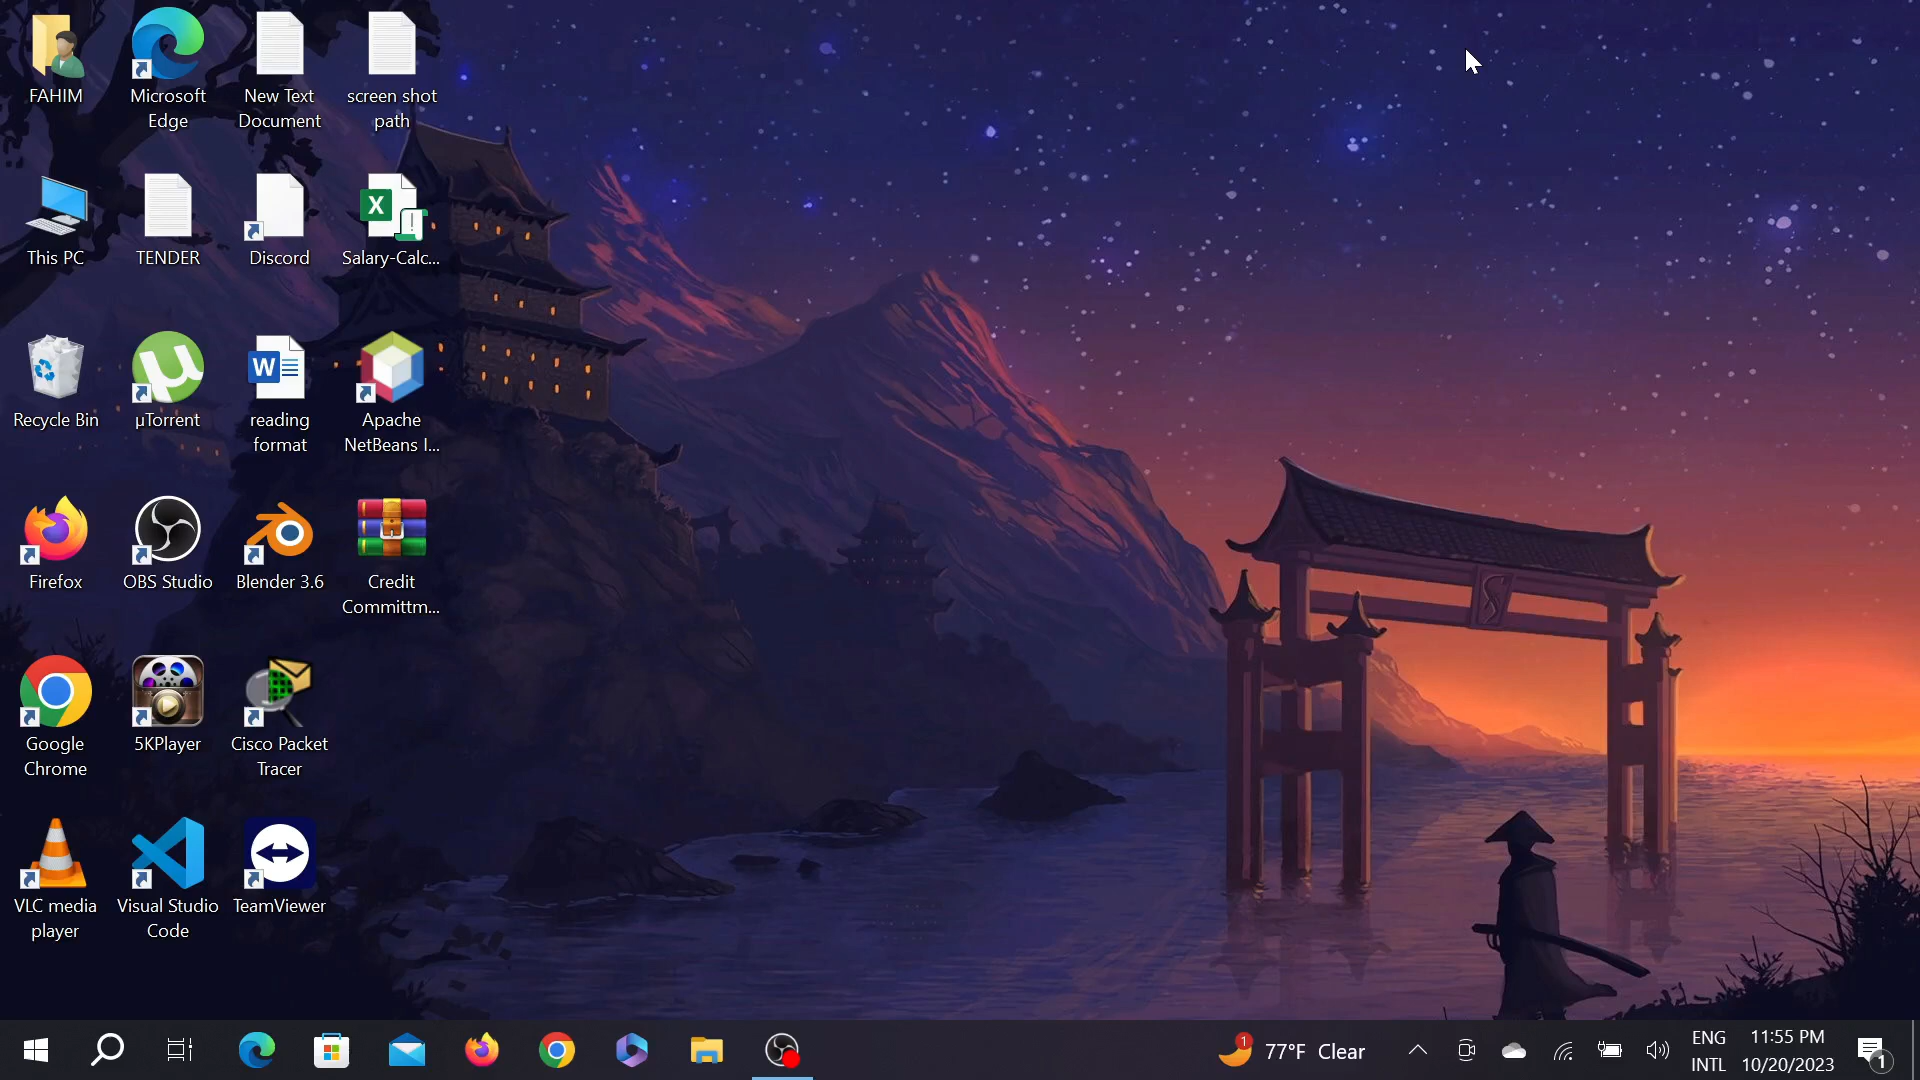 FAHIM
Microsoft
Edge
New Text
Document
screen shot
path
This PC
TENDER
Discord
Salary-Calc...
Recycle Bin
µTorrent
reading
format
Apache
NetBeans I...
Firefox
OBS Studio
Blender 3.6
Credit
Committm...
Google
Chrome
5KPlayer
Cisco Packet
Tracer
VLC media
player
Visual Studio
Code
TeamViewer
1
77°F Clear
ENG
INTL
11:55 PM
10/20/2023
1